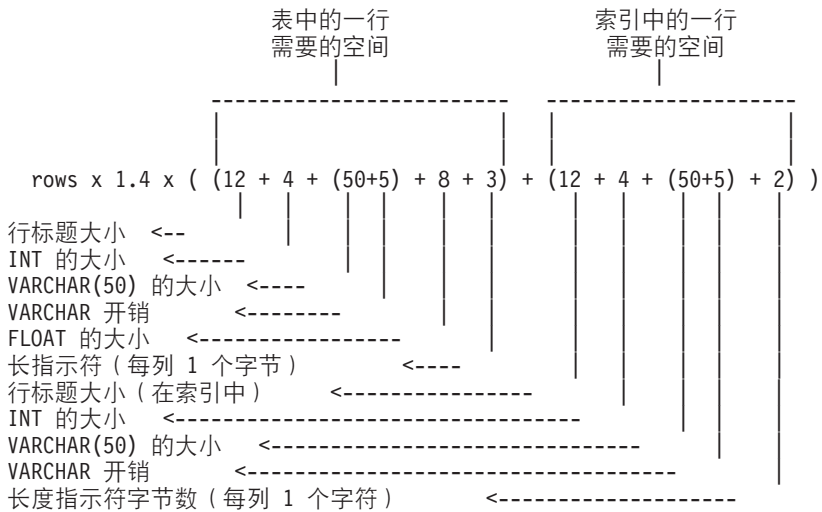 表中的一行 索引中的一行
需要的空间 需要的空间
rows x 1.4 x ( (12 + 4 + (50+5) + 8 + 3) + (12 + 4 + (50+5) + 2) )
行标题大小 <--
INT 的大小 <------
VARCHAR(50) 的大小 <----
VARCHAR 开销 <--------
FLOAT 的大小 <-----------------
长指示符（每列 1 个字节） <----
行标题大小（在索引中） <-----------------
INT 的大小 <----------------------------------
VARCHAR(50) 的大小 <-------------------------------
VARCHAR 开销 <------------------------------------
长度指示符字节数（每列 1 个字符） <--------------------